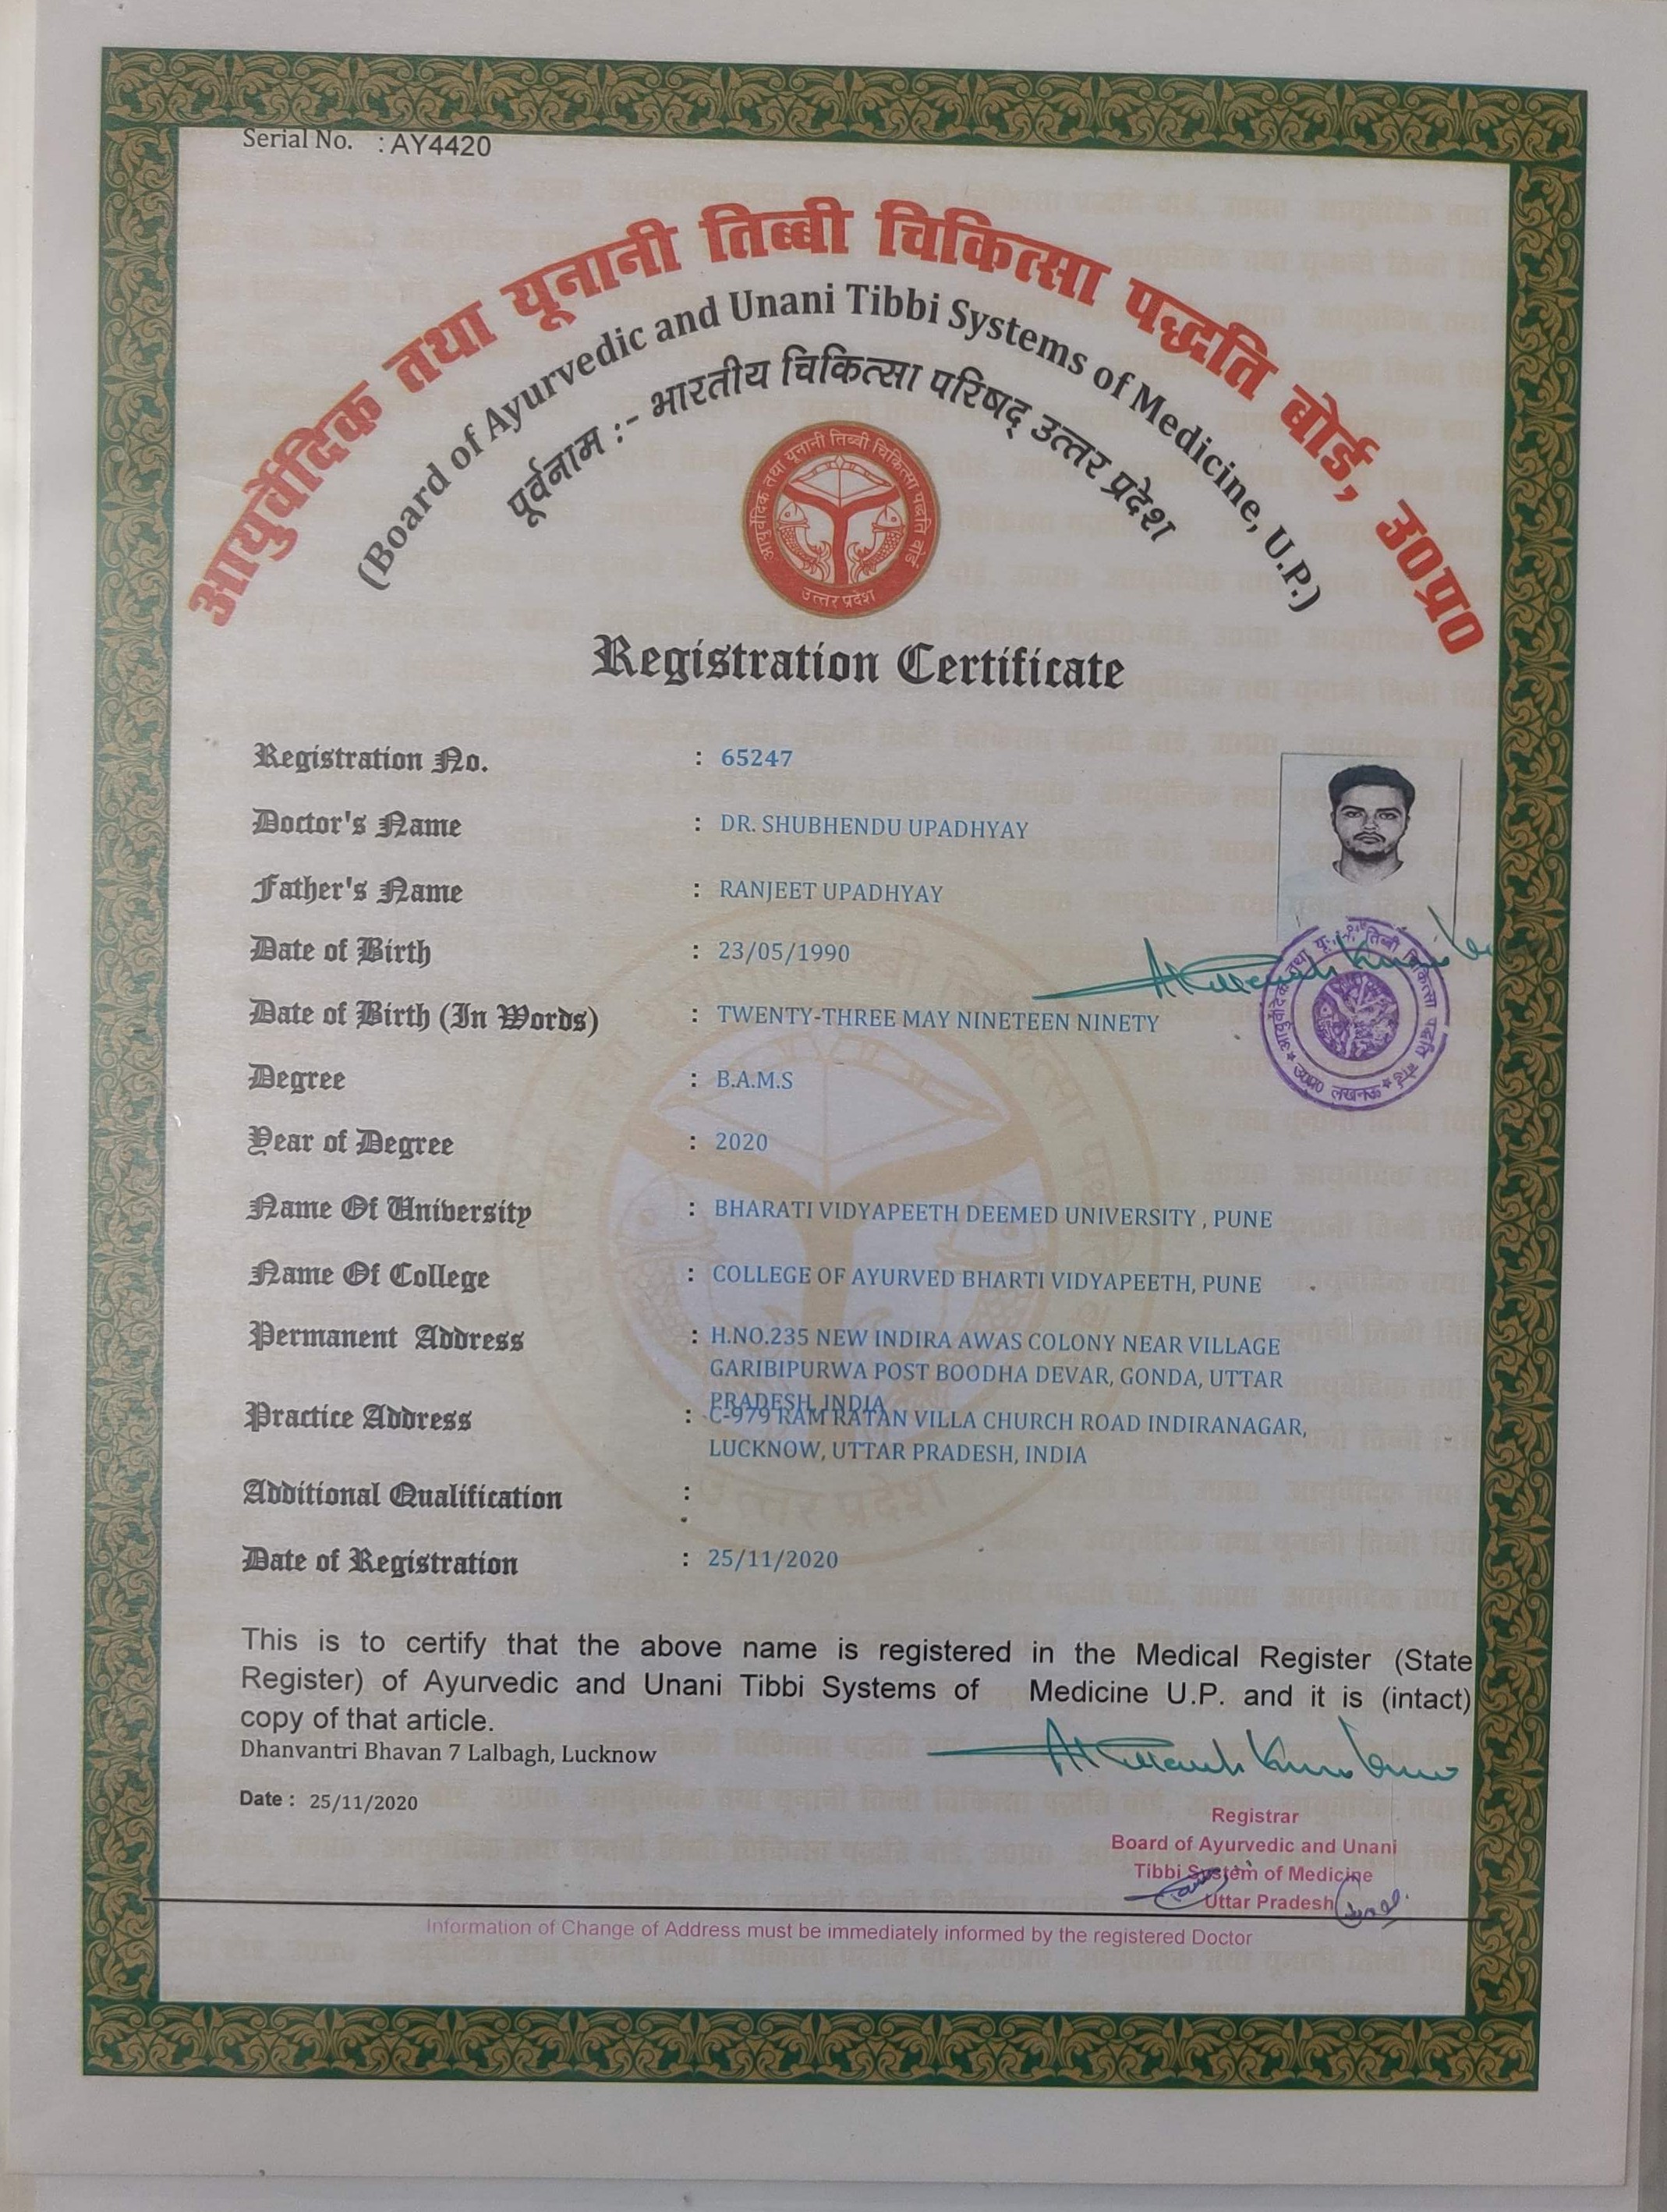 Serial No. : AY4420
आयुर्वेदिक तथा यूनानी तिब्बी चिकित्सा पद्धति बोर्ड, उ०प्र०
(Board of Ayurvedic and Unani Tibbi Systems of Medicine, U.P.)
पूर्वनाम :- भारतीय चिकित्सा परिषद् उत्तर प्रदेश
आयुर्वेदिक तथा यूनानी तिब्बी चिकित्सा पद्धति बोर्ड
उत्तर प्रदेश
Registration Certificate
Registration No. : 65247
Doctor's Name : DR. SHUBHENDU UPADHYAY
Father's Name : RANJEET UPADHYAY
Date of Birth : 23/05/1990
Date of Birth (In Words) : TWENTY-THREE MAY NINETEEN NINETY
Degree : B.A.M.S
Year of Degree : 2020
Name Of University : BHARATI VIDYAPEETH DEEMED UNIVERSITY , PUNE
Name Of College : COLLEGE OF AYURVED BHARTI VIDYAPEETH, PUNE
Permanent Address : H.NO.235 NEW INDIRA AWAS COLONY NEAR VILLAGE
GARIBIPURWA POST BOODHA DEVAR, GONDA, UTTAR
PRADESH, INDIA
Practice Address : C-979 RAM RATAN VILLA CHURCH ROAD INDIRANAGAR,
LUCKNOW, UTTAR PRADESH, INDIA
Additional Qualification :
Date of Registration : 25/11/2020
This is to certify that the above name is registered in the Medical Register (State
Register) of Ayurvedic and Unani Tibbi Systems of Medicine U.P. and it is (intact)
copy of that article.
Dhanvantri Bhavan 7 Lalbagh, Lucknow
Date : 25/11/2020
Registrar
Board of Ayurvedic and Unani
Tibbi System of Medicine
Uttar Pradesh
Information of Change of Address must be immediately informed by the registered Doctor